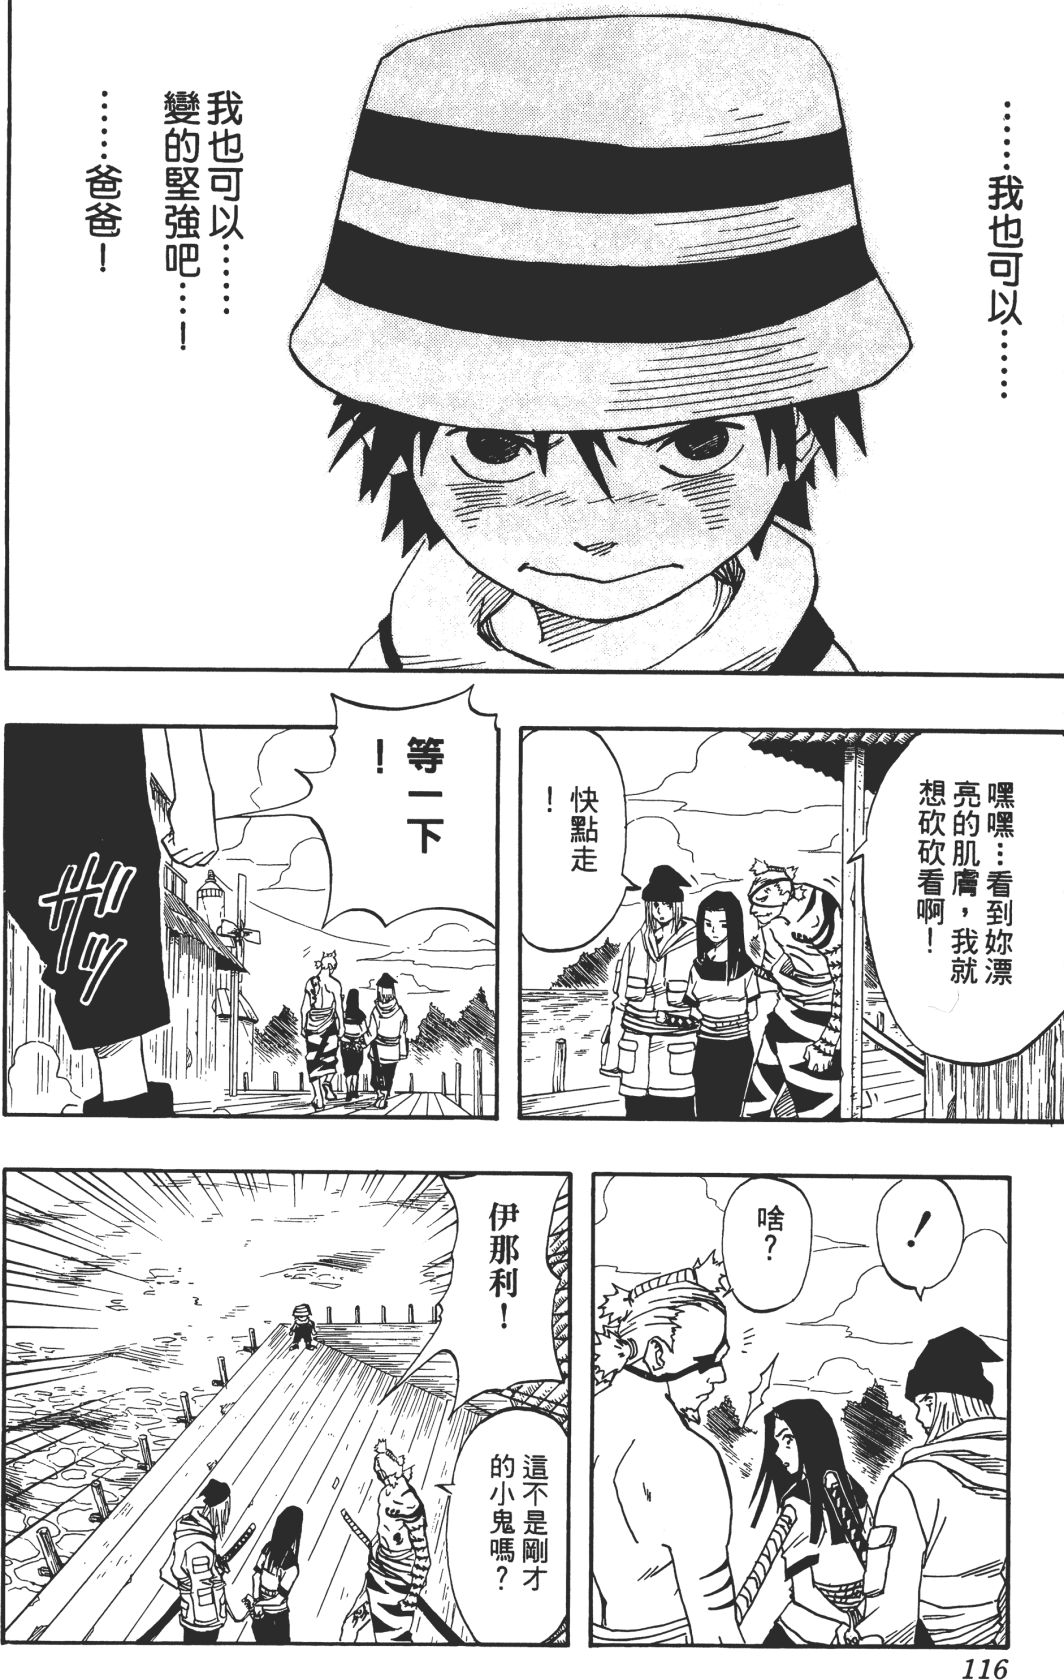 ……我也可以……
我也可以……
變的堅強吧…！
……爸爸！
嘿嘿…看到妳漂
亮的肌膚，我就
想砍砍看啊！
快點走
！
等一下
！
ザッ
！
啥？
伊那利！
這不是剛才
的小鬼嗎？
116